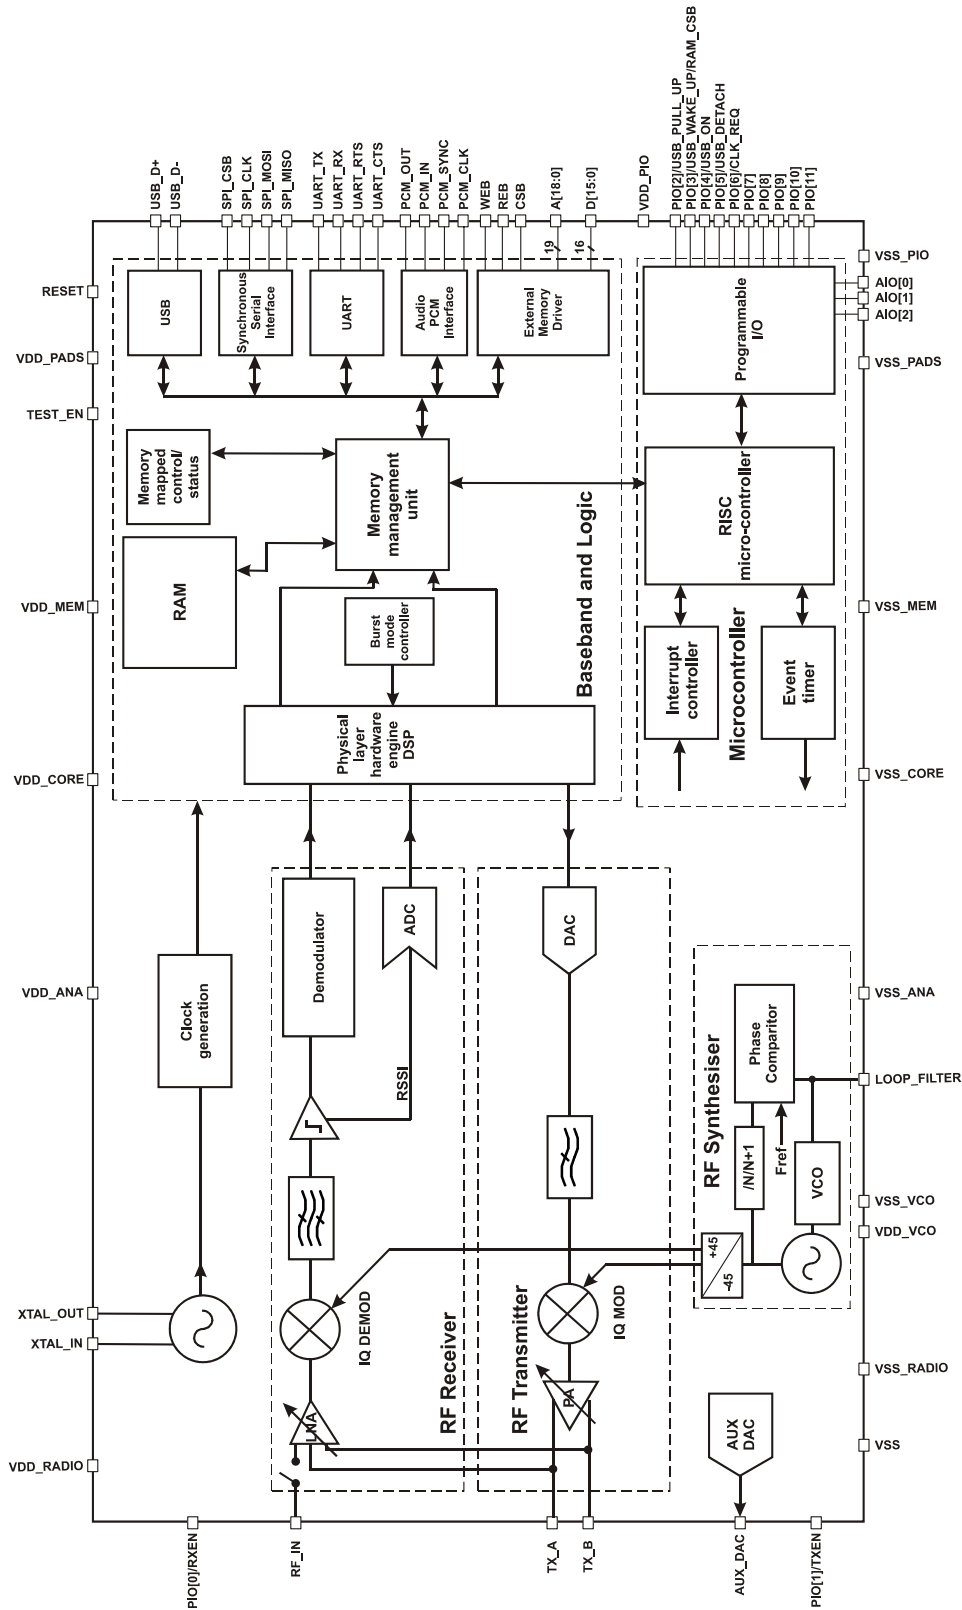 USB_D+
USB_D-
SPI_CSB
SPI_CLK
SPI_MOSI
SPI_MISO
UART_TX
UART_RX
UART_RTS
UART_CTS
PCM_OUT
PCM_IN
PCM_SYNC
PCM_CLK
WEB
REB
CSB
A[18:0]
D[15:0]
VDD_PIO
PIO[2]/USB_PULL_UP
PIO[3]/USB_WAKE_UP/RAM_CSB
PIO[4]/USB_ON
PIO[5]/USB_DETACH
PIO[6]/CLK_REQ
PIO[7]
PIO[8]
PIO[9]
PIO[10]
PIO[11]
19
16
RESET
VDD_PADS
TEST_EN
VDD_MEM
VDD_CORE
VDD_ANA
XTAL_OUT
XTAL_IN
VDD_RADIO
VSS_PIO
AIO[0]
AIO[1]
AIO[2]
VSS_PADS
VSS_MEM
VSS_CORE
VSS_ANA
LOOP_FILTER
VSS_VCO
VDD_VCO
VSS_RADIO
VSS
USB
Synchronous
Serial
Interface
UART
Audio
PCM
Interface
External
Memory
Driver
Programmable
I/O
Memory
mapped
control/
status
Memory
management
unit
RISC
micro-controller
RAM
Burst
mode
controller
Baseband and Logic
Interrupt
controller
Microcontroller
Event
timer
Physical
layer
hardware
engine
DSP
Clock
generation
Demodulator
ADC
RSSI
DAC
RF Synthesiser
Phase
Comparitor
/N/N+1
Fref
VCO
+45
-45
IQ DEMOD
RF Receiver
LNA
RF Transmitter
IQ MOD
PA
AUX
DAC
PIO[0]/RXEN
RF_IN
TX_A
TX_B
AUX_DAC
PIO[1]/TXEN